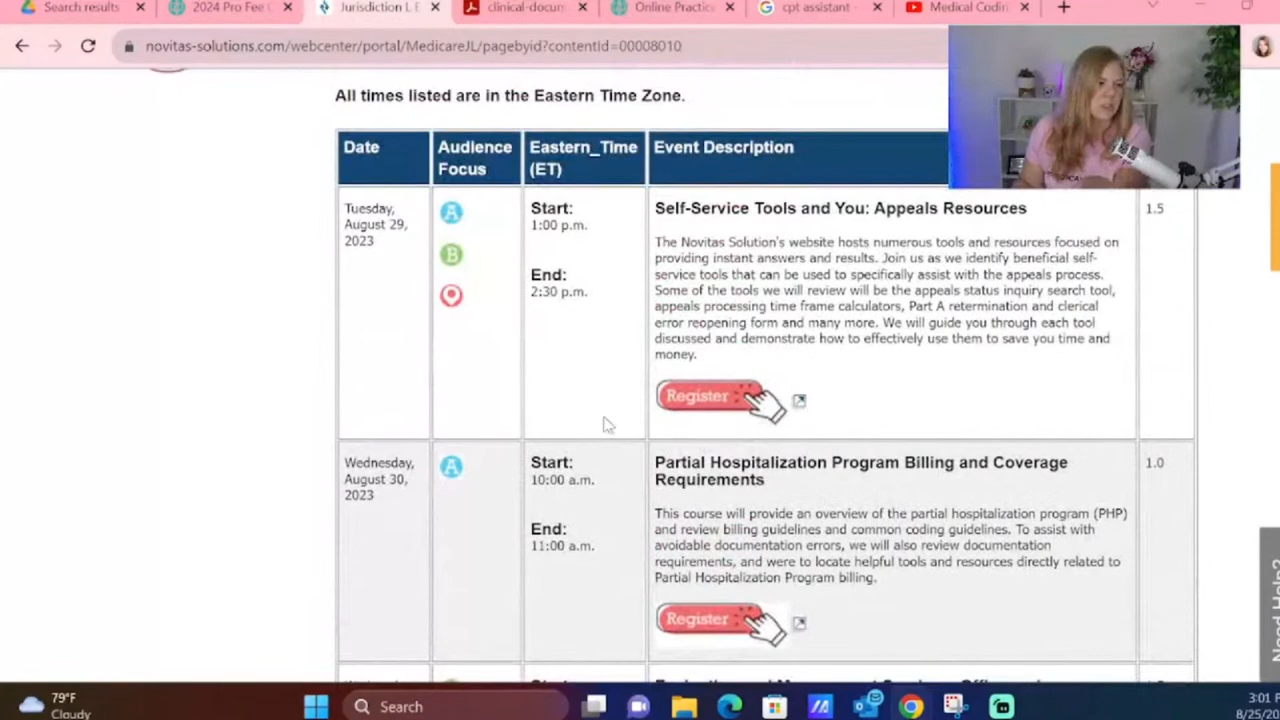 Search results
2024 Pro Fee
Jurisdiction L E
clinical-docum
Online Practice
cpt assistant
Medical Codin
novitas-solutions.com/webcenter/portal/MedicareJL/pagebyid?contentId=00008010
All times listed are in the Eastern Time Zone.
Date
Audience
Focus
Eastern_Time
(ET)
Event Description
Tuesday,
August 29,
2023
A
B
Start:
1:00 p.m.
End:
2:30 p.m.
Self-Service Tools and You: Appeals Resources
The Novitas Solution's website hosts numerous tools and resources focused on
providing instant answers and results. Join us as we identify beneficial self-
service tools that can be used to specifically assist with the appeals process.
Some of the tools we will review will be the appeals status inquiry search tool,
appeals processing time frame calculators, Part A retermination and clerical
error reopening form and many more. We will guide you through each tool
discussed and demonstrate how to effectively use them to save you time and
money.
Register
1.5
Wednesday,
August 30,
2023
A
Start:
10:00 a.m.
End:
11:00 a.m.
Partial Hospitalization Program Billing and Coverage
Requirements
This course will provide an overview of the partial hospitalization program (PHP)
and review billing guidelines and common coding guidelines. To assist with
avoidable documentation errors, we will also review documentation
requirements, and were to locate helpful tools and resources directly related to
Partial Hospitalization Program billing.
Register
1.0
Need Help?
79°F
Cloudy
Search
3:01 P
8/25/20